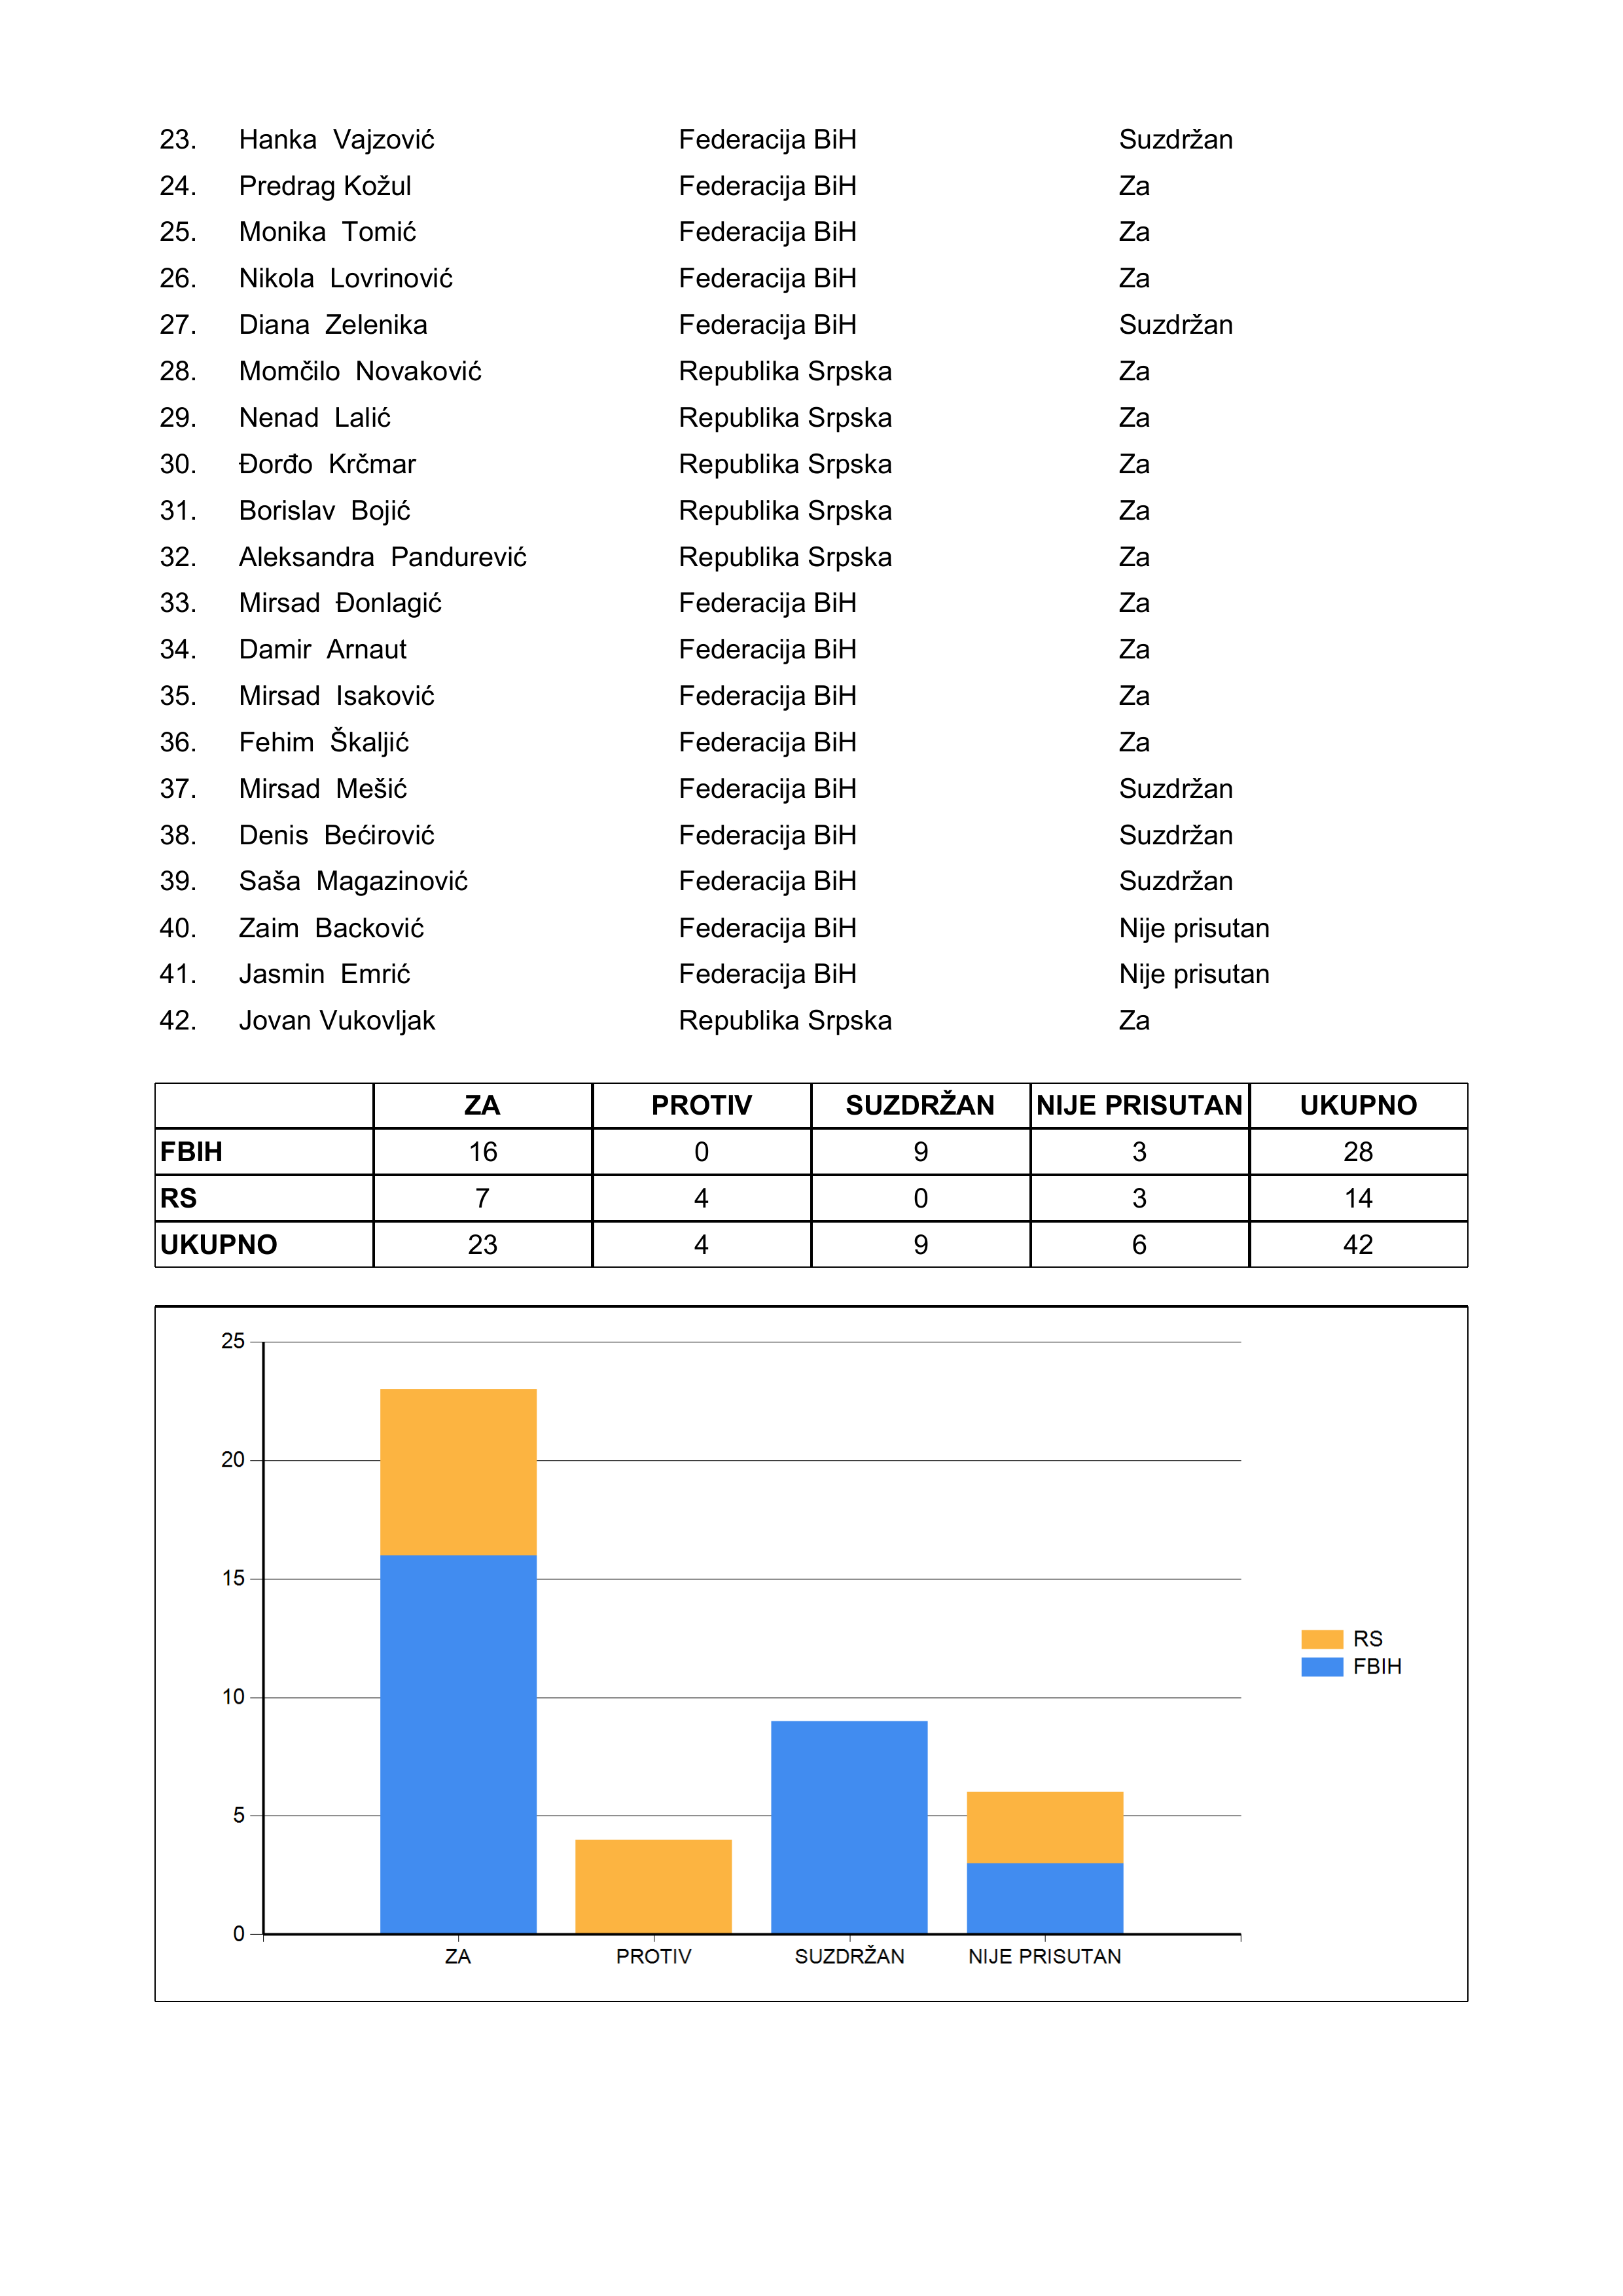 23. Hanka Vajzović Federacija BiH Suzdržan
24. Predrag Kožul Federacija BiH Za
25. Monika Tomić Federacija BiH Za
26. Nikola Lovrinović Federacija BiH Za
27. Diana Zelenika Federacija BiH Suzdržan
28. Momčilo Novaković Republika Srpska Za
29. Nenad Lalić Republika Srpska Za
30. Đorđo Krčmar Republika Srpska Za
31. Borislav Bojić Republika Srpska Za
32. Aleksandra Pandurević Republika Srpska Za
33. Mirsad Đonlagić Federacija BiH Za
34. Damir Arnaut Federacija BiH Za
35. Mirsad Isaković Federacija BiH Za
36. Fehim Škaljić Federacija BiH Za
37. Mirsad Mešić Federacija BiH Suzdržan
38. Denis Bećirović Federacija BiH Suzdržan
39. Saša Magazinović Federacija BiH Suzdržan
40. Zaim Backović Federacija BiH Nije prisutan
41. Jasmin Emrić Federacija BiH Nije prisutan
42. Jovan Vukovljak Republika Srpska Za
ZA PROTIV SUZDRŽAN NIJE PRISUTAN UKUPNO
FBIH 16 0 9 3 28
RS 7 4 0 3 14
UKUPNO 23 4 9 6 42
25
20
15
10
5
0
ZA PROTIV SUZDRŽAN NIJE PRISUTAN
RS
FBIH